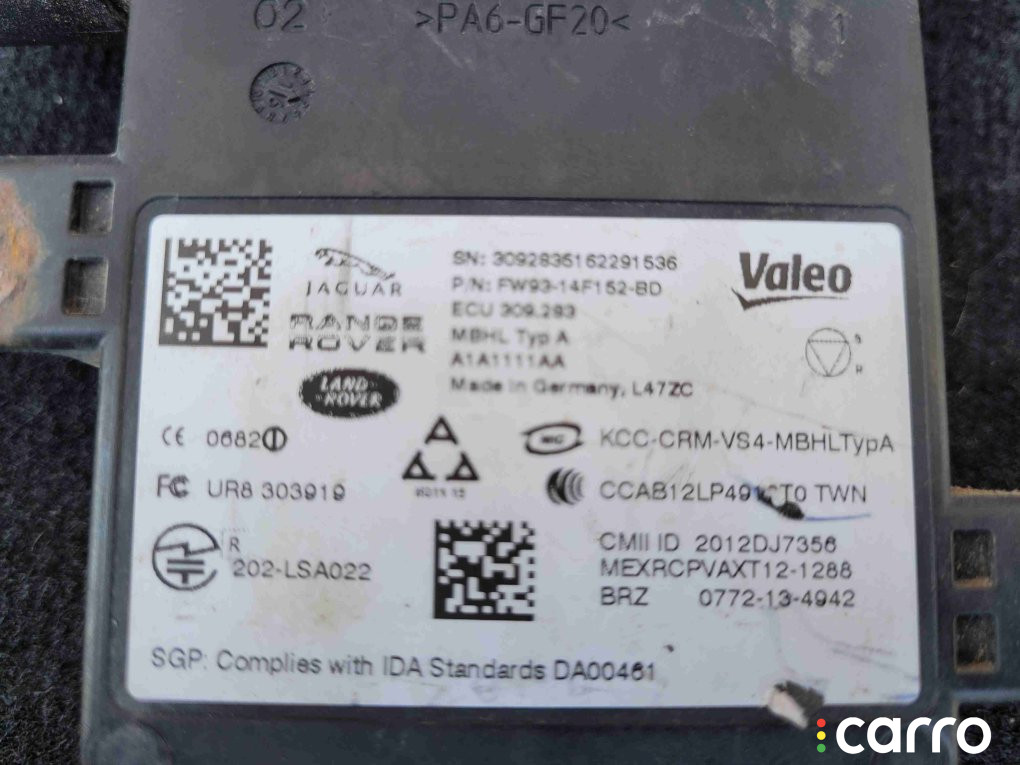 02 >PA6-GF20< 1
JAGUAR
RANGE
ROVER
LAND
ROVER
SN: 3092835162291536
P/N: FW93-14F152-BD
ECU 309.283
MBHL Typ A
A1A1111AA
Made in Germany, L47ZC
Valeo
S
R
CE 0682
KCC-CRM-VS4-MBHLTypA
FC UR8 303919
TWN
R
202-LSA022
CMII ID 2012DJ7356
MEXRCPVAXT12-1288
BRZ 0772-13-4942
SGP: Complies with IDA Standards DA00461
carro